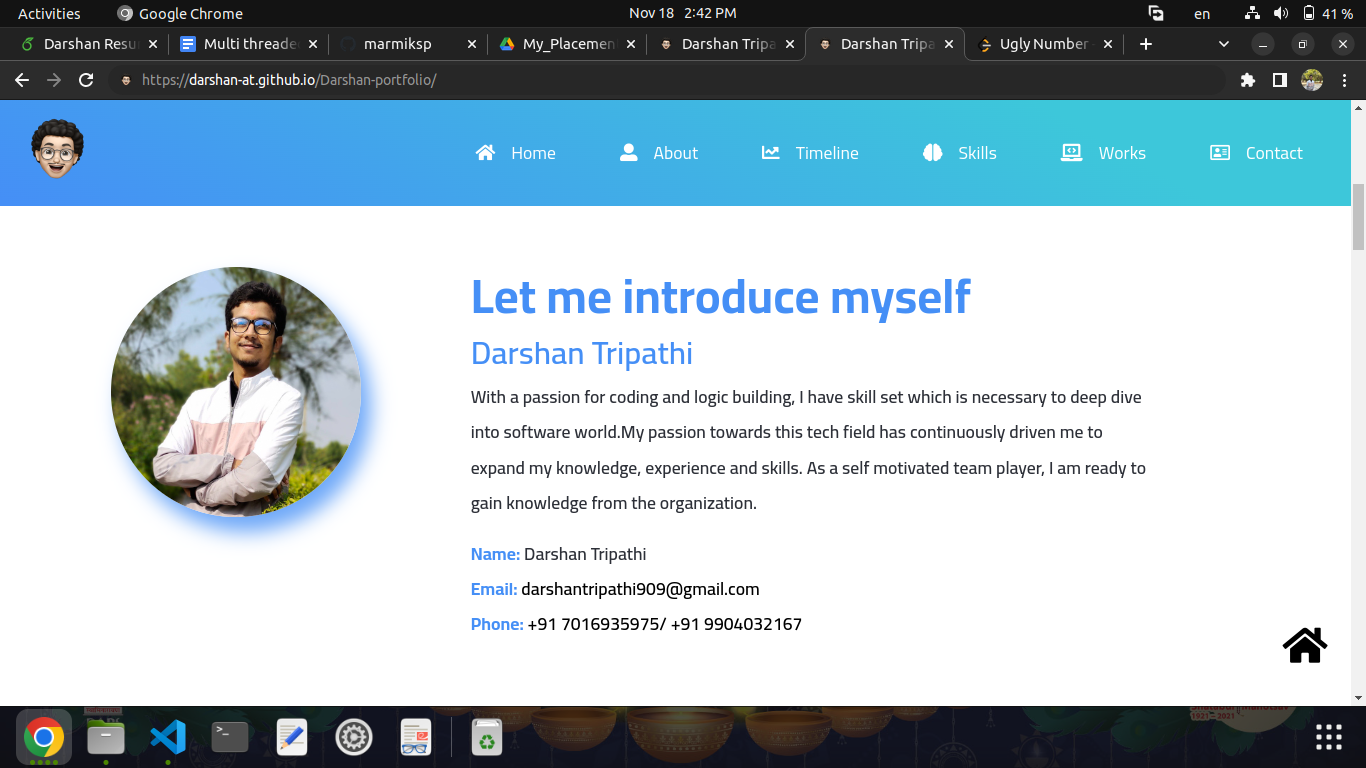 Activities
Google Chrome
Nov 18 2:42 PM
en
41 %
Darshan Resu
Multi threade
marmiksp
My_Placemen
Darshan Tripa
Darshan Tripa
Ugly Number
https://darshan-at.github.io/Darshan-portfolio/
Home
About
Timeline
Skills
Works
Contact
Let me introduce myself
Darshan Tripathi
With a passion for coding and logic building, I have skill set which is necessary to deep dive
into software world.My passion towards this tech field has continuously driven me to
expand my knowledge, experience and skills. As a self motivated team player, I am ready to
gain knowledge from the organization.
Name: Darshan Tripathi
Email: darshantripathi909@gmail.com
Phone: +91 7016935975/ +91 9904032167
1921 - 2021